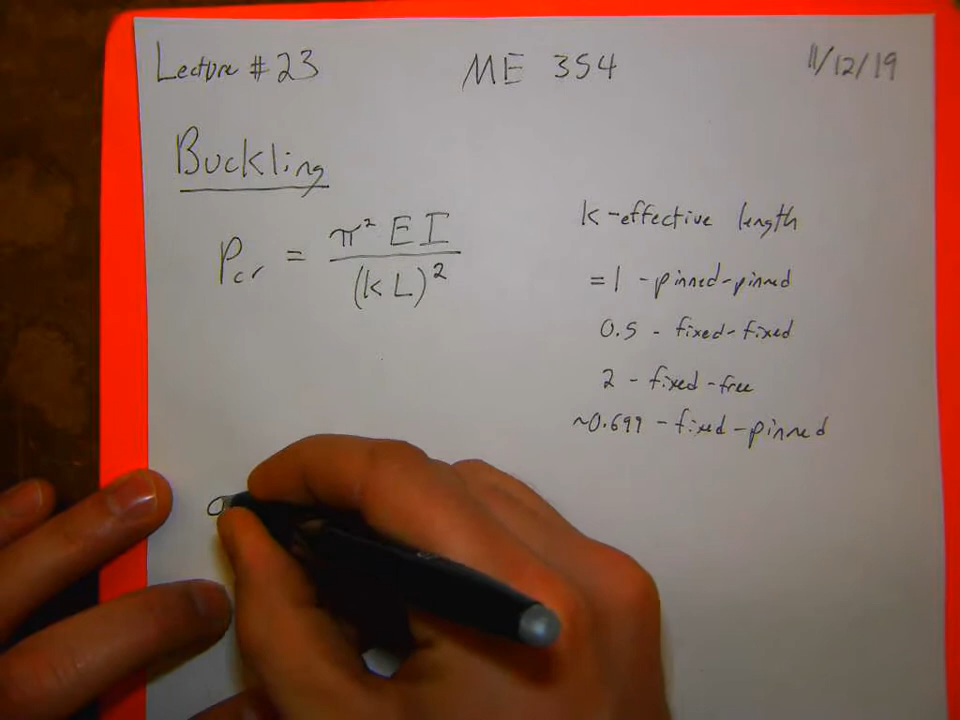 Lecture #23 ME 354 11/12/19
Buckling
P_cr = π² E I / (k L)²
k-effective length
=1 - pinned-pinned
0.5 - fixed-fixed
2 - fixed-free
~0.699 - fixed-pinned
σ